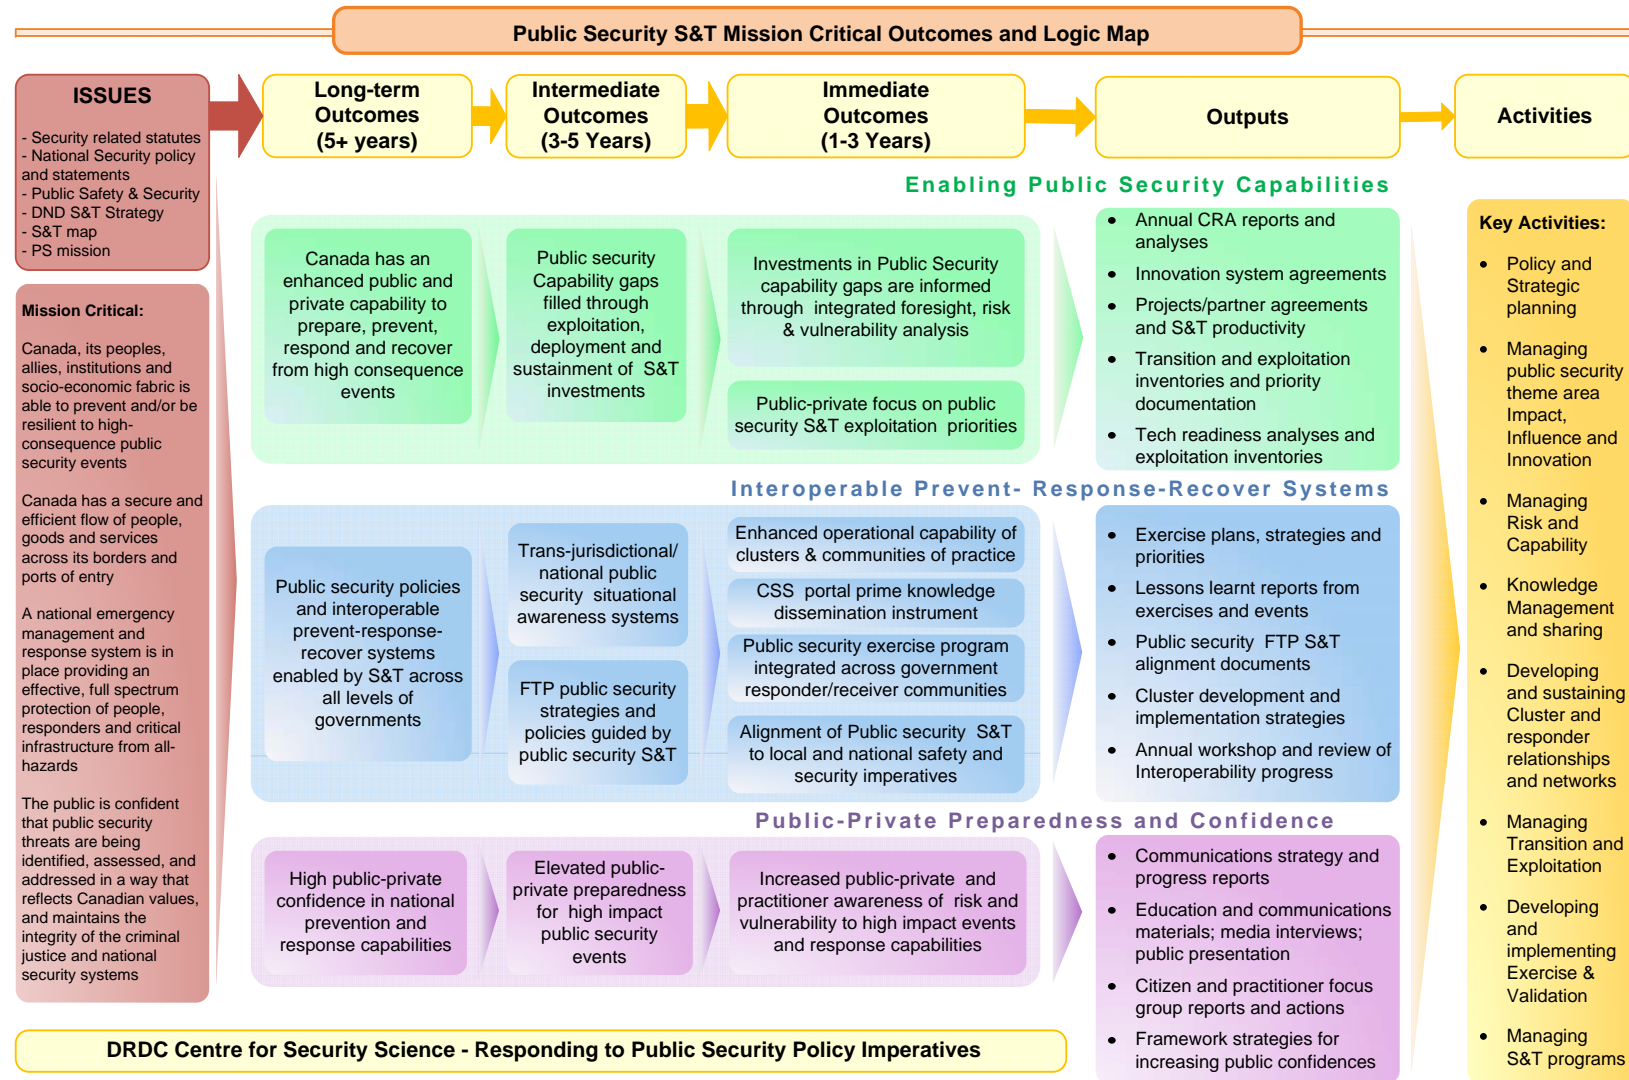 Public Security S&T Mission Critical Outcomes and Logic Map
ISSUES
- Security related statutes
- National Security policy
and statements
- Public Safety & Security
- DND S&T Strategy
- S&T map
- PS mission
Long-term
Outcomes
(5+ years)
Intermediate
Outcomes
(3-5 Years)
Immediate
Outcomes
(1-3 Years)
Outputs
Activities
Mission Critical:
Canada, its peoples,
allies, institutions and
socio-economic fabric is
able to prevent and/or be
resilient to high-
consequence public
security events
Canada has a secure and
efficient flow of people,
goods and services
across its borders and
ports of entry
A national emergency
management and
response system is in
place providing an
effective, full spectrum
protection of people,
responders and critical
infrastructure from all-
hazards
The public is confident
that public security
threats are being
identified, assessed, and
addressed in a way that
reflects Canadian values,
and maintains the
integrity of the criminal
justice and national
security systems
Enabling Public Security Capabilities
Canada has an
enhanced public and
private capability to
prepare, prevent,
respond and recover
from high consequence
events
Public security
Capability gaps
filled through
exploitation,
deployment and
sustainment of S&T
investments
Investments in Public Security
capability gaps are informed
through integrated foresight, risk
& vulnerability analysis
Public-private focus on public
security S&T exploitation priorities
• Annual CRA reports and
analyses
• Innovation system agreements
• Projects/partner agreements
and S&T productivity
• Transition and exploitation
inventories and priority
documentation
• Tech readiness analyses and
exploitation inventories
Interoperable Prevent- Response-Recover Systems
Public security policies
and interoperable
prevent-response-
recover systems
enabled by S&T across
all levels of
governments
Trans-jurisdictional/
national public
security situational
awareness systems
FTP public security
strategies and
policies guided by
public security S&T
Enhanced operational capability of
clusters & communities of practice
CSS portal prime knowledge
dissemination instrument
Public security exercise program
integrated across government
responder/receiver communities
Alignment of Public security S&T
to local and national safety and
security imperatives
• Exercise plans, strategies and
priorities
• Lessons learnt reports from
exercises and events
• Public security FTP S&T
alignment documents
• Cluster development and
implementation strategies
• Annual workshop and review of
Interoperability progress
Public-Private Preparedness and Confidence
High public-private
confidence in national
prevention and
response capabilities
Elevated public-
private preparedness
for high impact
public security
events
Increased public-private and
practitioner awareness of risk and
vulnerability to high impact events
and response capabilities
• Communications strategy and
progress reports
• Education and communications
materials; media interviews;
public presentation
• Citizen and practitioner focus
group reports and actions
• Framework strategies for
increasing public confidences
Key Activities:
• Policy and
Strategic
planning
• Managing
public security
theme area
Impact,
Influence and
Innovation
• Managing
Risk and
Capability
• Knowledge
Management
and sharing
• Developing
and sustaining
Cluster and
responder
relationships
and networks
• Managing
Transition and
Exploitation
• Developing
and
implementing
Exercise &
Validation
• Managing
S&T programs
DRDC Centre for Security Science - Responding to Public Security Policy Imperatives